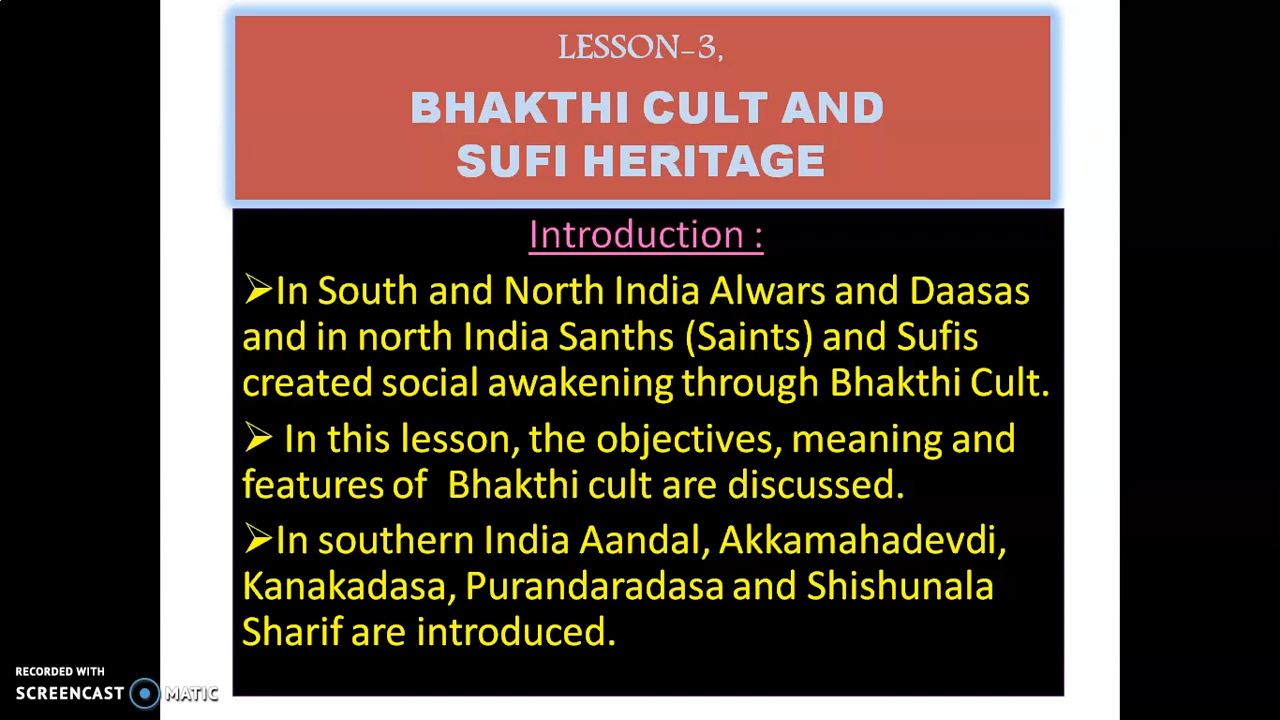 LESSON-3,
BHAKTHI CULT AND
SUFI HERITAGE
Introduction :
➢In South and North India Alwars and Daasas
and in north India Sanths (Saints) and Sufis
created social awakening through Bhakthi Cult.
➢ In this lesson, the objectives, meaning and
features of Bhakthi cult are discussed.
➢In southern India Aandal, Akkamahadevdi,
Kanakadasa, Purandaradasa and Shishunala
Sharif are introduced.
RECORDED WITH
SCREENCAST MATIC